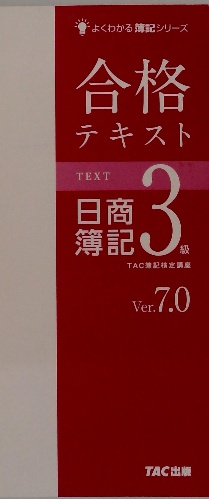 よくわかる簿記シリーズ
合格
テキスト
TEXT
日商
簿記
3級
TAC簿記検定講座
Ver.7.0
TAC出版